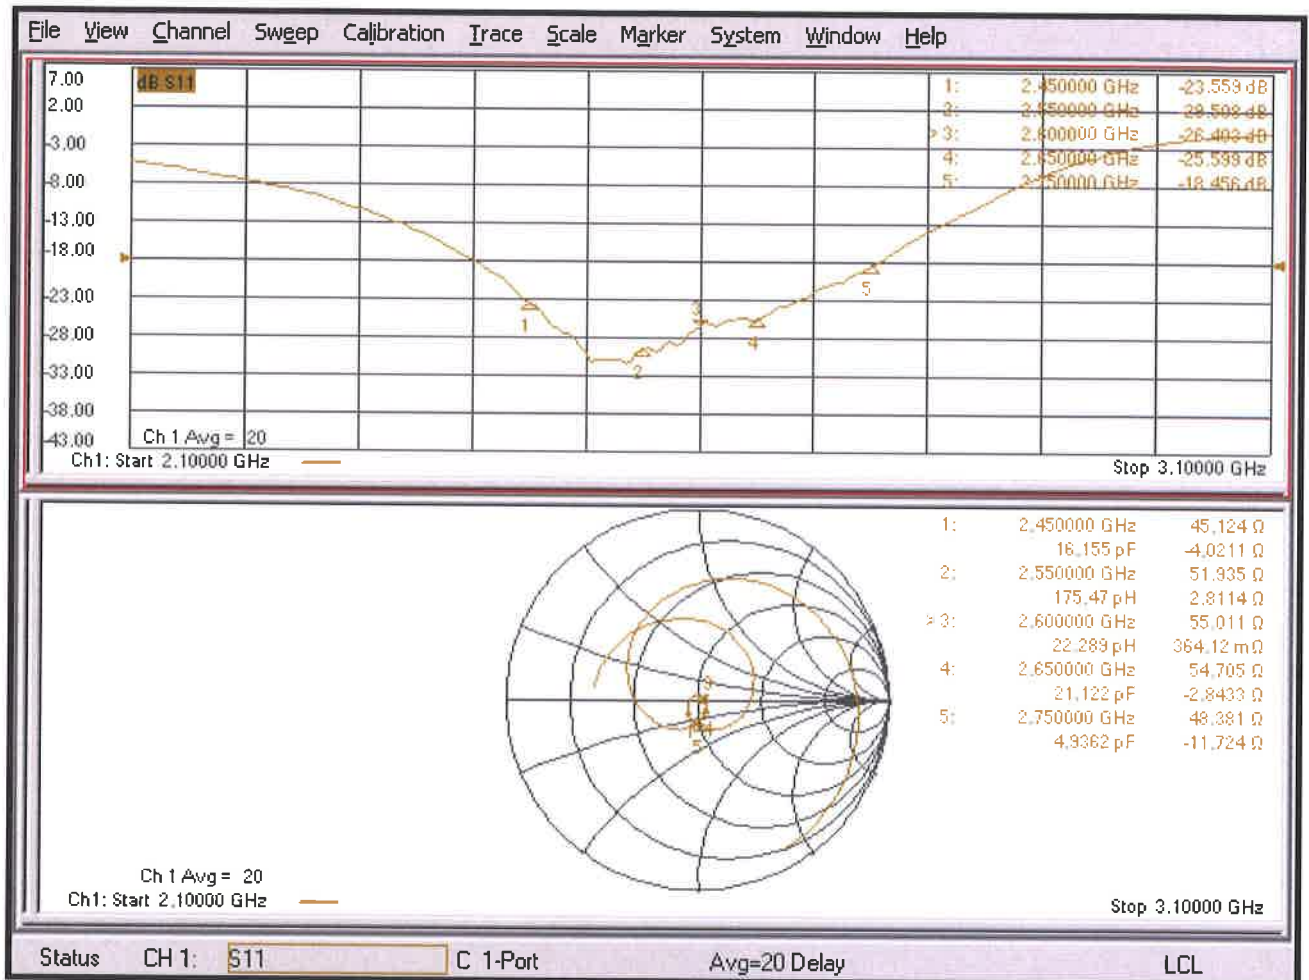 File View Channel Sweep Calibration Trace Scale Marker System Window Help
7.00
dB S11
2.00
-3.00
-8.00
-13.00
-18.00
-23.00
-28.00
-33.00
-38.00
-43.00
1: 2.450000 GHz -23.559 dB
2: 2.550000 GHz -29.508 dB
> 3: 2.600000 GHz -26.403 dB
4: 2.650000 GHz -25.599 dB
5: 2.750000 GHz -18.456 dB
1
2
3
4
5
Ch 1 Avg = 20
Ch1: Start 2.10000 GHz
Stop 3.10000 GHz
1: 2.450000 GHz 45.124 Ω
16.155 pF -4.0211 Ω
2: 2.550000 GHz 51.935 Ω
175.47 pH 2.8114 Ω
> 3: 2.600000 GHz 55.011 Ω
22.289 pH 364.12 mΩ
4: 2.650000 GHz 54.705 Ω
21.122 pF -2.8433 Ω
5: 2.750000 GHz 48.381 Ω
4.9362 pF -11.724 Ω
3
5
Ch 1 Avg = 20
Ch1: Start 2.10000 GHz
Stop 3.10000 GHz
Status CH 1: S11 C 1-Port Avg=20 Delay LCL